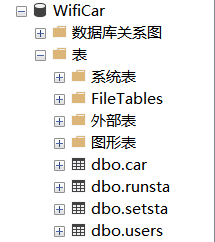 WifiCar
数据库关系图
表
系统表
FileTables
外部表
图形表
dbo.car
dbo.runsta
dbo.setsta
dbo.users